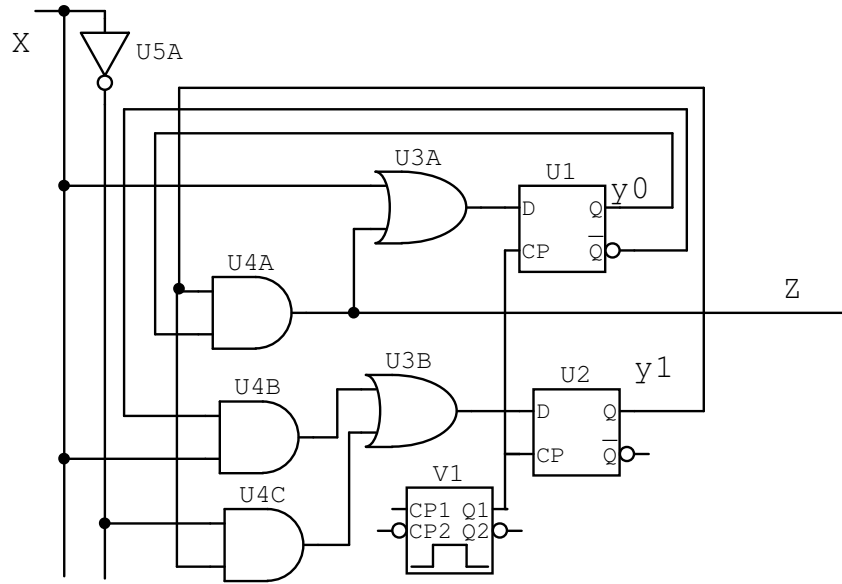 X
U5A
U3A
U1
y0
D
Q
CP
Q
U4A
Z
U3B
U2
y1
U4B
D
Q
CP
Q
V1
U4C
CP1
Q1
CP2
Q2